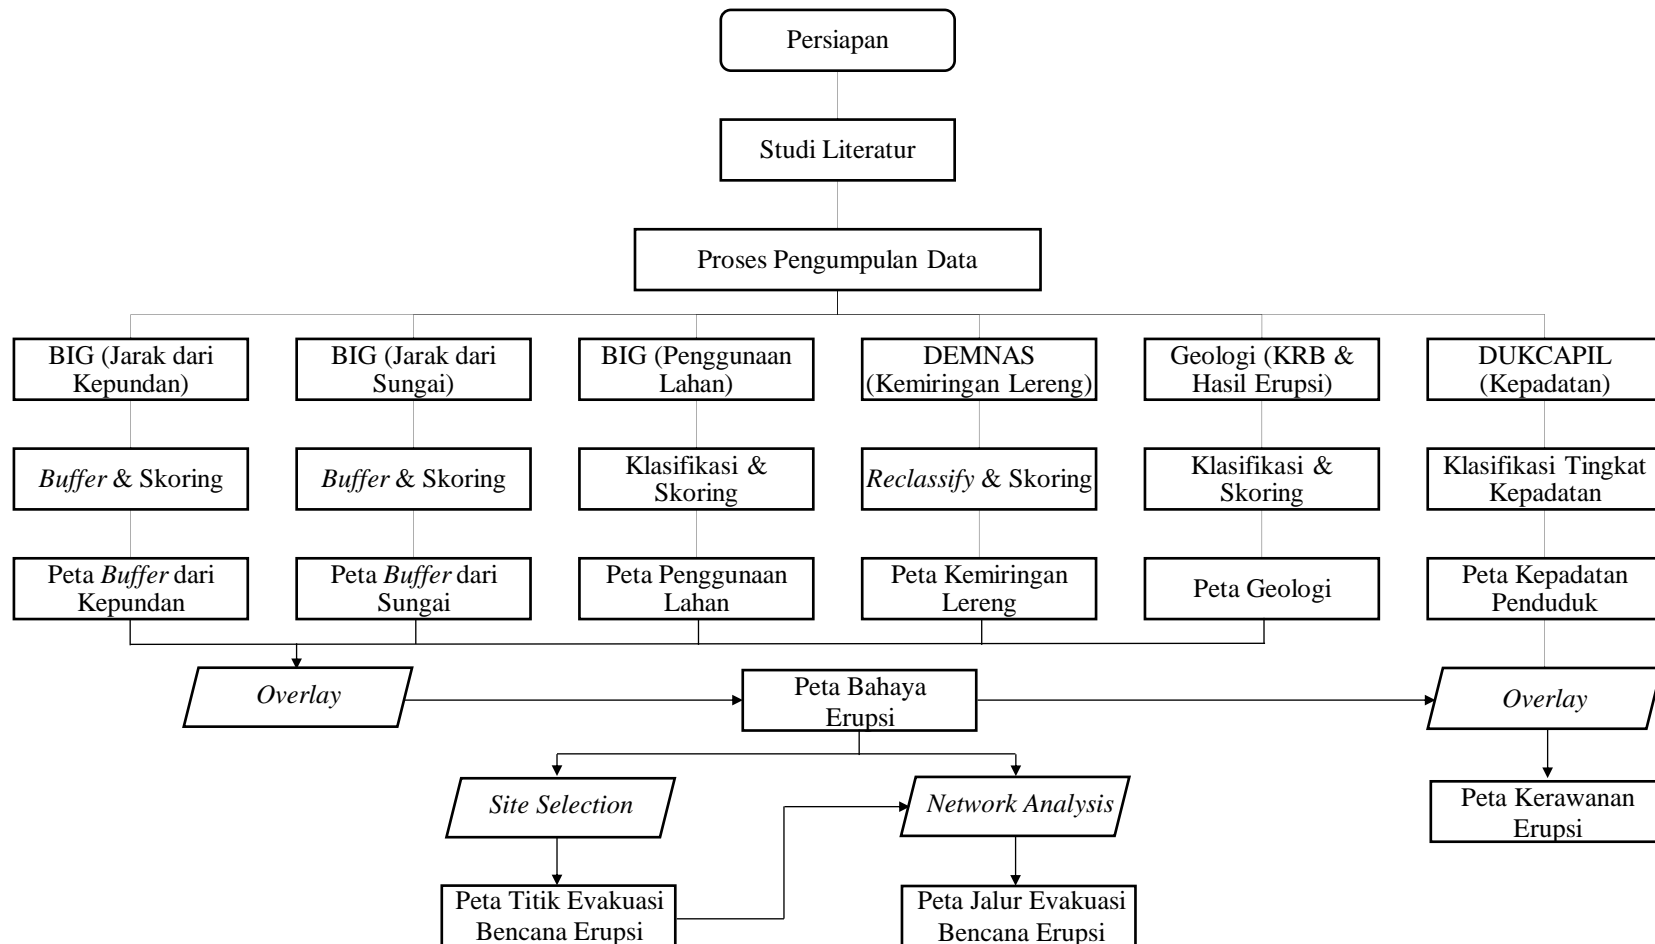 Persiapan
Studi Literatur
Proses Pengumpulan Data
BIG (Jarak dari
Kepundan)
BIG (Jarak dari
Sungai)
BIG (Penggunaan
Lahan)
DEMNAS
(Kemiringan Lereng)
Geologi (KRB &
Hasil Erupsi)
DUKCAPIL
(Kepadatan)
Buffer & Skoring
Buffer & Skoring
Klasifikasi &
Skoring
Reclassify & Skoring
Klasifikasi &
Skoring
Klasifikasi Tingkat
Kepadatan
Peta Buffer dari
Kepundan
Peta Buffer dari
Sungai
Peta Penggunaan
Lahan
Peta Kemiringan
Lereng
Peta Geologi
Peta Kepadatan
Penduduk
Overlay
Peta Bahaya
Erupsi
Overlay
Site Selection
Network Analysis
Peta Kerawanan
Erupsi
Peta Titik Evakuasi
Bencana Erupsi
Peta Jalur Evakuasi
Bencana Erupsi